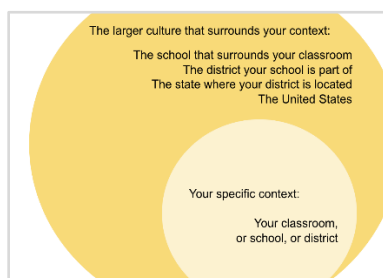 The larger culture that surrounds your context:
The school that surrounds your classroom
The district your school is part of
The state where your district is located
The United States
Your specific context:
Your classroom,
or school, or district